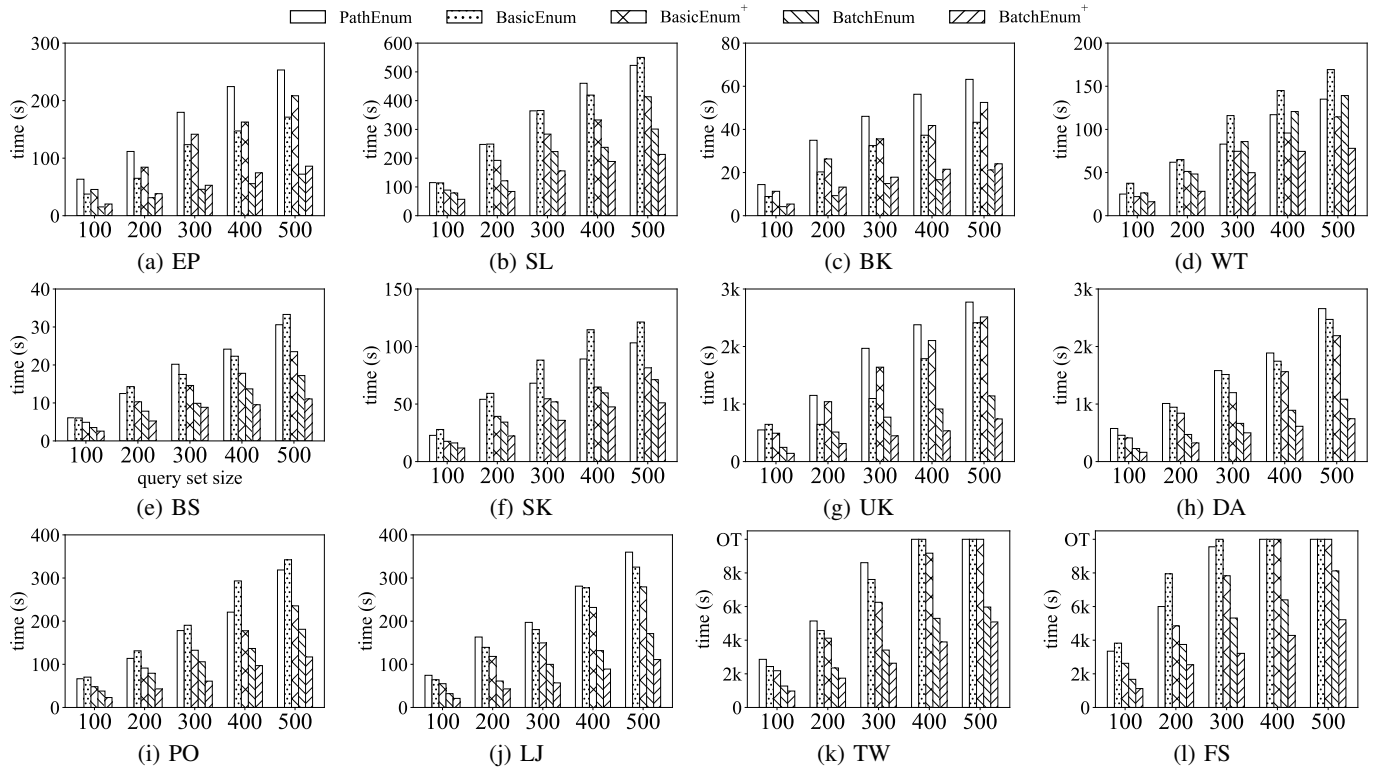 PathEnum BasicEnum BasicEnum+ BatchEnum BatchEnum+
300
200
100
0
time (s)
100 200 300 400 500
(a) EP
600
500
400
300
200
100
0
time (s)
100 200 300 400 500
(b) SL
80
60
40
20
0
time (s)
100 200 300 400 500
(c) BK
200
150
100
50
0
time (s)
100 200 300 400 500
(d) WT
40
30
20
10
0
time (s)
100 200 300 400 500
query set size
(e) BS
150
100
50
0
time (s)
100 200 300 400 500
(f) SK
3k
2k
1k
0
time (s)
100 200 300 400 500
(g) UK
3k
2k
1k
0
time (s)
100 200 300 400 500
(h) DA
400
300
200
100
0
time (s)
100 200 300 400 500
(i) PO
400
300
200
100
0
time (s)
100 200 300 400 500
(j) LJ
OT
8k
6k
4k
2k
0
time (s)
100 200 300 400 500
(k) TW
OT
8k
6k
4k
2k
0
time (s)
100 200 300 400 500
(l) FS